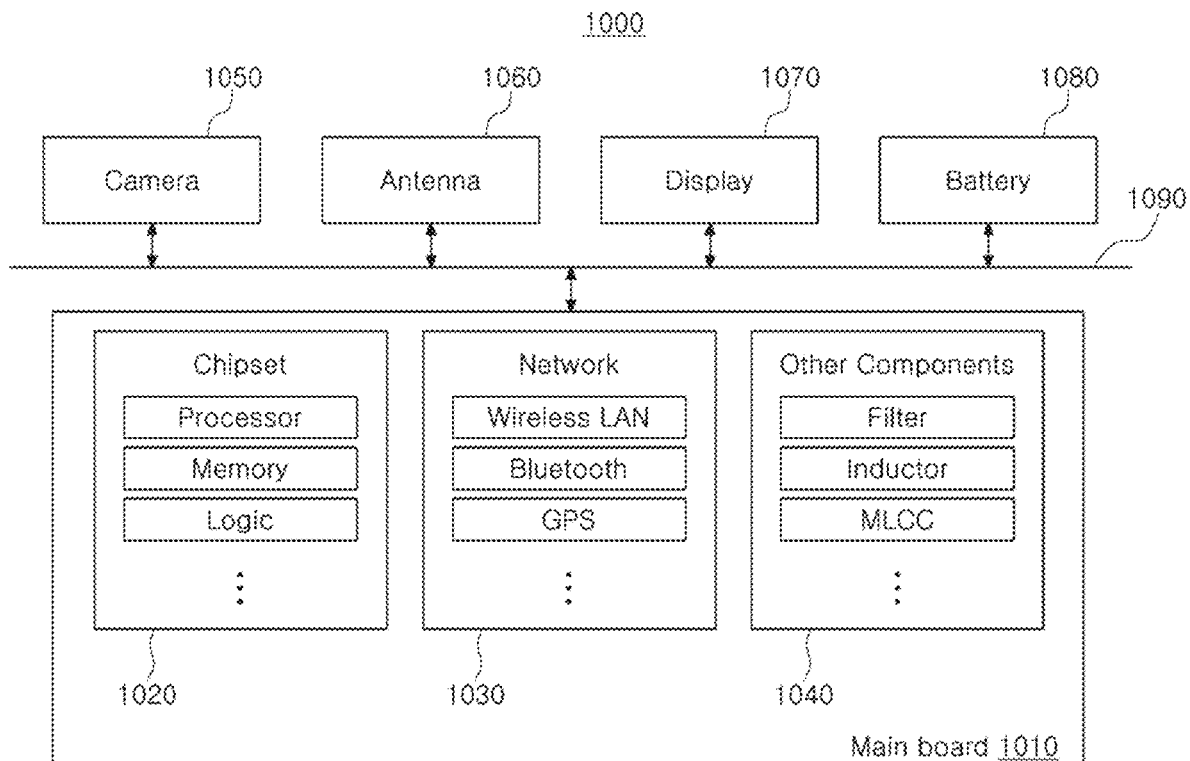 1000
1050 1060 1070 1080
Camera Antenna Display Battery
1090
Chipset Network Other Components
Processor Wireless LAN Filter
Memory Bluetooth Inductor
Logic GPS MLCC
1020 1030 1040
Main board 1010